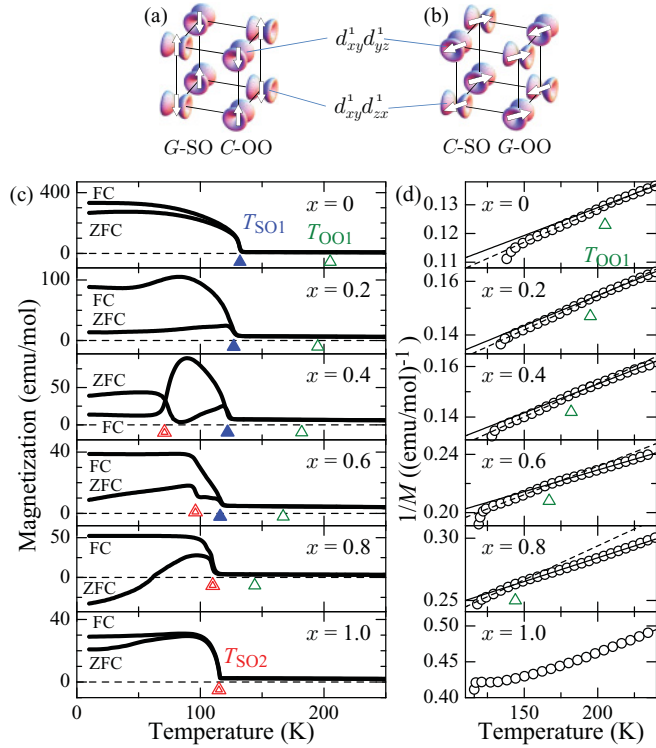 (a)
(b)
d¹xyd¹yz
d¹xyd¹zx
G-SO C-OO
C-SO G-OO
(c)
Magnetization (emu/mol)
400
200
0
FC
ZFC
x = 0
TSO1
TOO1
100
50
0
FC
ZFC
x = 0.2
50
25
0
ZFC
FC
x = 0.4
40
20
0
FC
ZFC
x = 0.6
50
0
FC
ZFC
x = 0.8
40
20
0
FC
ZFC
x = 1.0
TSO2
0 100 200
Temperature (K)
(d)
1/M ((emu/mol)⁻¹)
0.13
0.11
x = 0
TOO1
0.16
0.14
x = 0.2
0.16
0.14
x = 0.4
0.24
0.20
x = 0.6
0.30
0.25
x = 0.8
0.50
0.45
0.40
x = 1.0
150 200
Temperature (K)